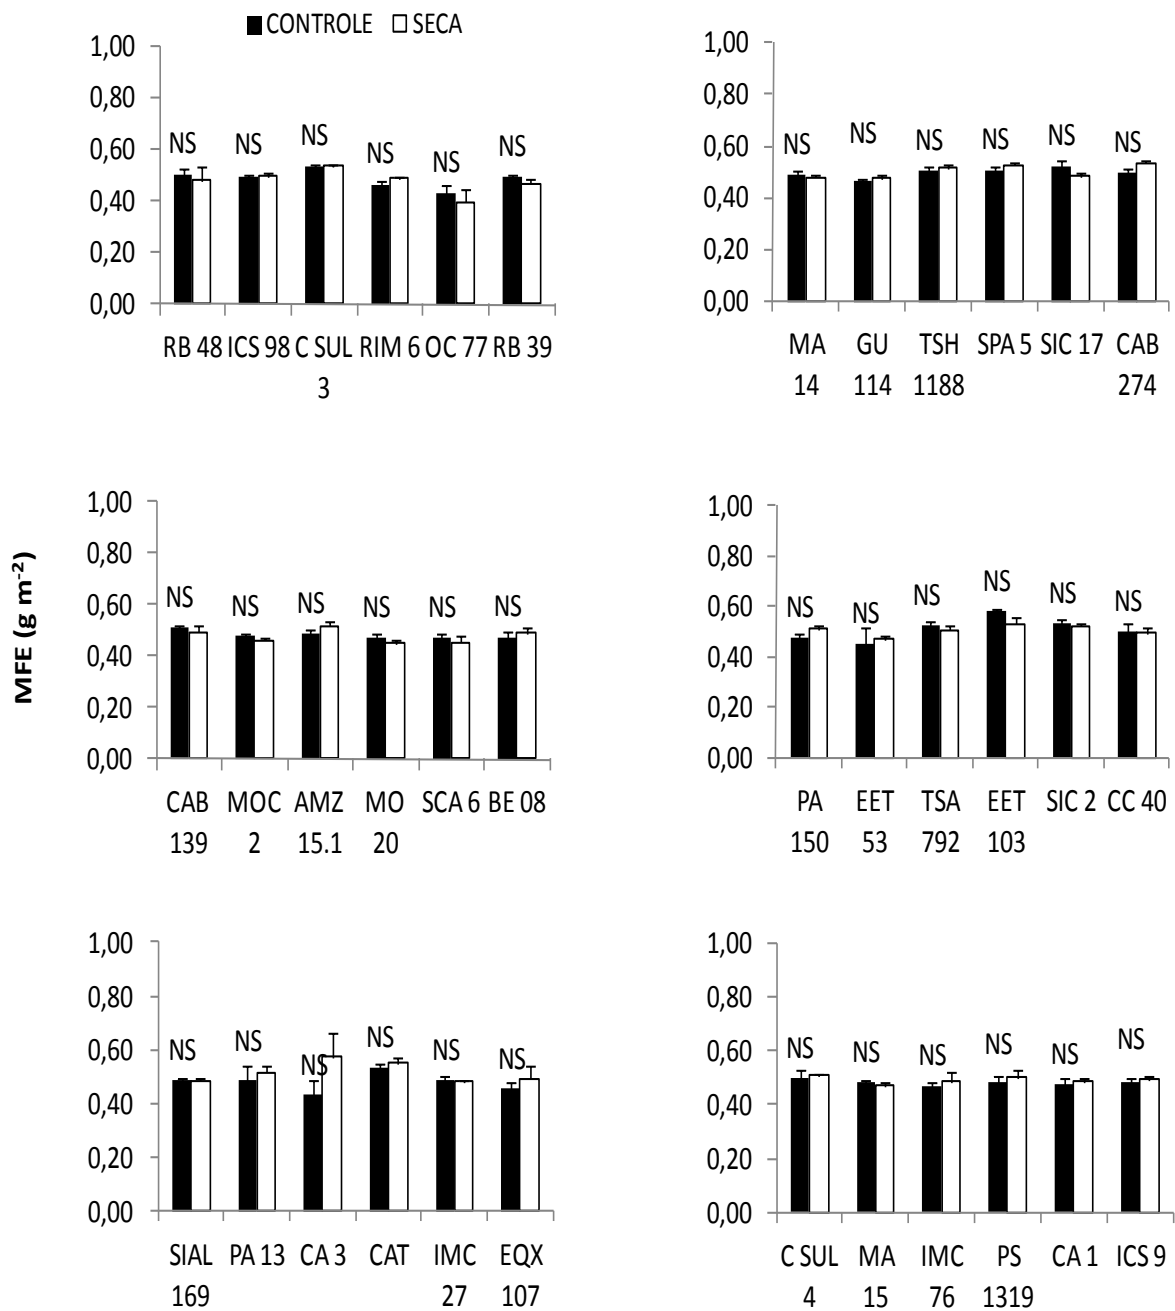 CONTROLE SECA
1,00
0,80
0,60
0,40
0,20
0,00
NS NS NS NS NS NS
RB 48 ICS 98 C SUL RIM 6 OC 77 RB 39
3
1,00
0,80
0,60
0,40
0,20
0,00
NS NS NS NS NS NS
MA GU TSH SPA 5 SIC 17 CAB
14 114 1188 274
MFE (g m⁻²)
1,00
0,80
0,60
0,40
0,20
0,00
NS NS NS NS NS NS
CAB MOC AMZ MO SCA 6 BE 08
139 2 15.1 20
1,00
0,80
0,60
0,40
0,20
0,00
NS NS NS NS NS NS
PA EET TSA EET SIC 2 CC 40
150 53 792 103
1,00
0,80
0,60
0,40
0,20
0,00
NS NS NS NS NS NS
SIAL PA 13 CA 3 CAT IMC EQX
169 27 107
1,00
0,80
0,60
0,40
0,20
0,00
NS NS NS NS NS NS
C SUL MA IMC PS CA 1 ICS 9
4 15 76 1319